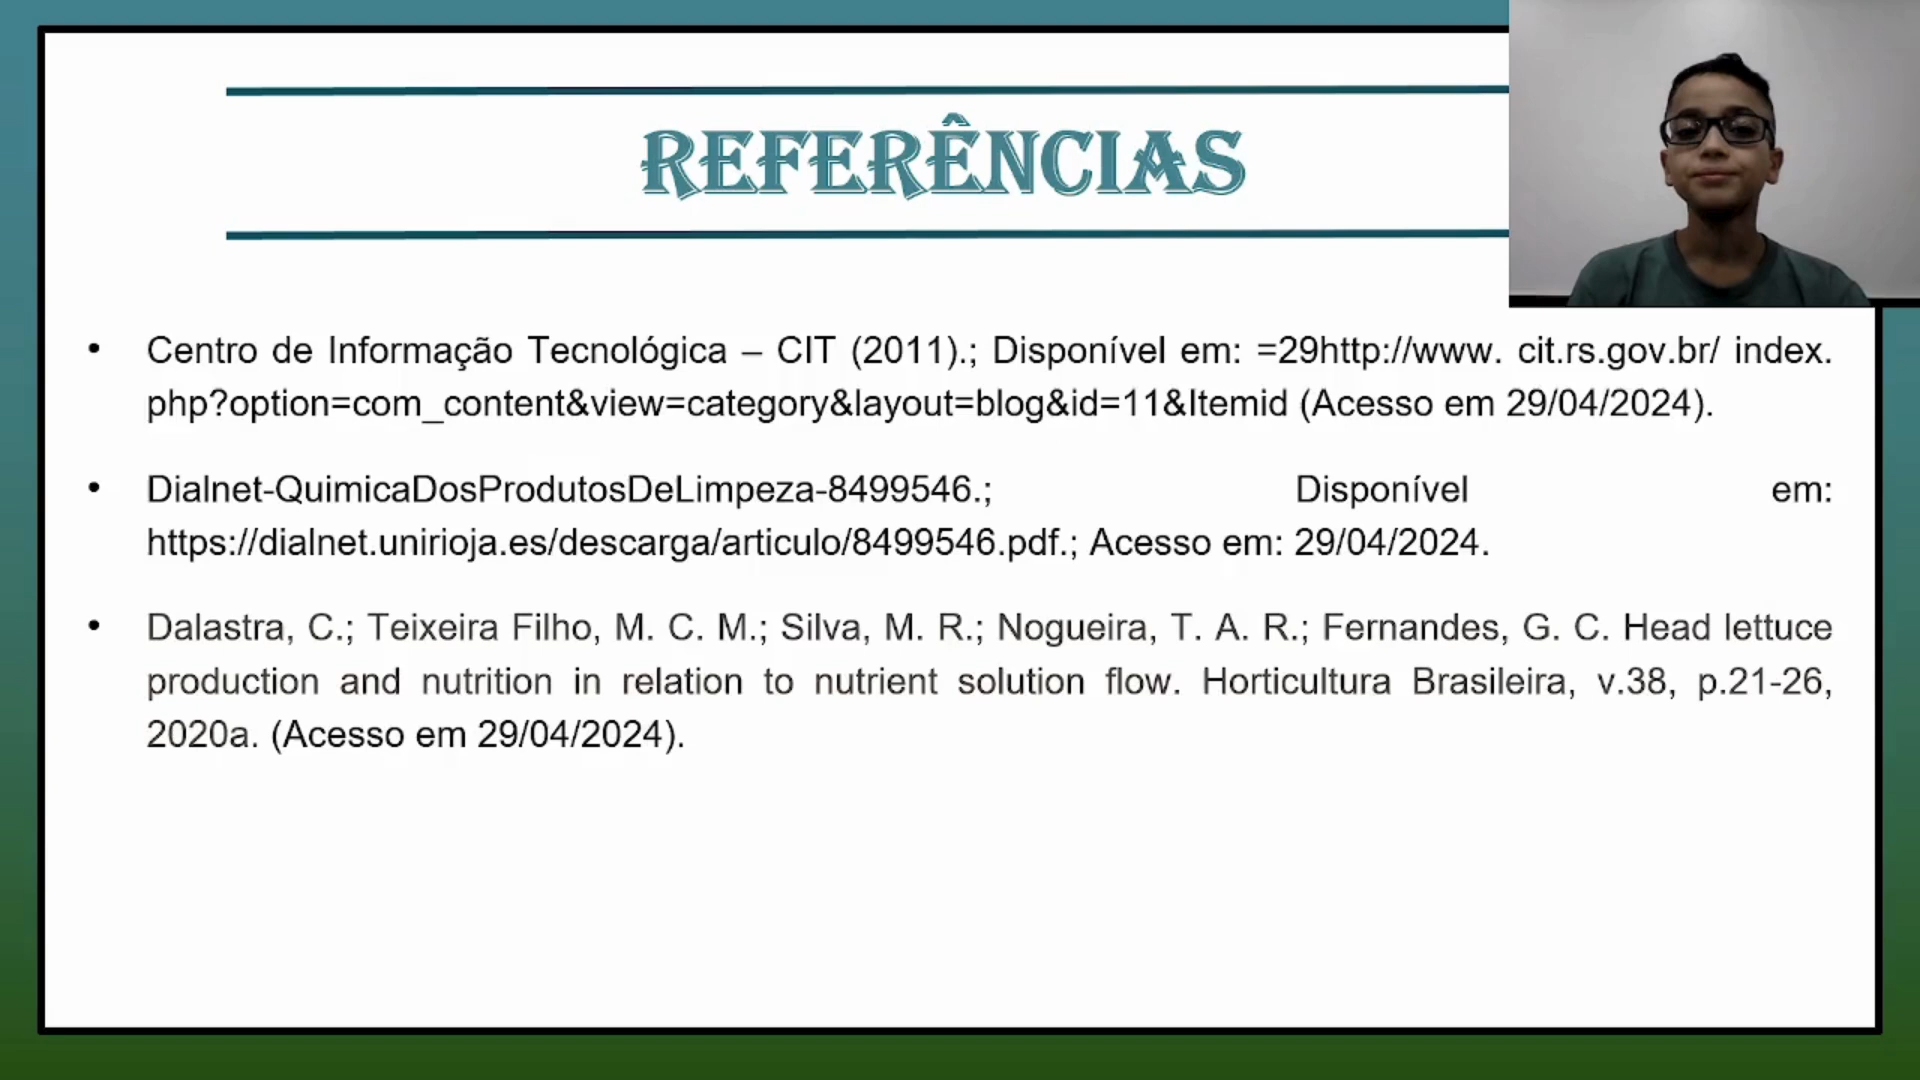 REFERÊNCIAS
• Centro de Informação Tecnológica – CIT (2011).; Disponível em: =29http://www. cit.rs.gov.br/ index.
php?option=com_content&view=category&layout=blog&id=11&Itemid (Acesso em 29/04/2024).
• Dialnet-QuimicaDosProdutosDeLimpeza-8499546.; Disponível em:
https://dialnet.unirioja.es/descarga/articulo/8499546.pdf.; Acesso em: 29/04/2024.
• Dalastra, C.; Teixeira Filho, M. C. M.; Silva, M. R.; Nogueira, T. A. R.; Fernandes, G. C. Head lettuce
production and nutrition in relation to nutrient solution flow. Horticultura Brasileira, v.38, p.21-26,
2020a. (Acesso em 29/04/2024).